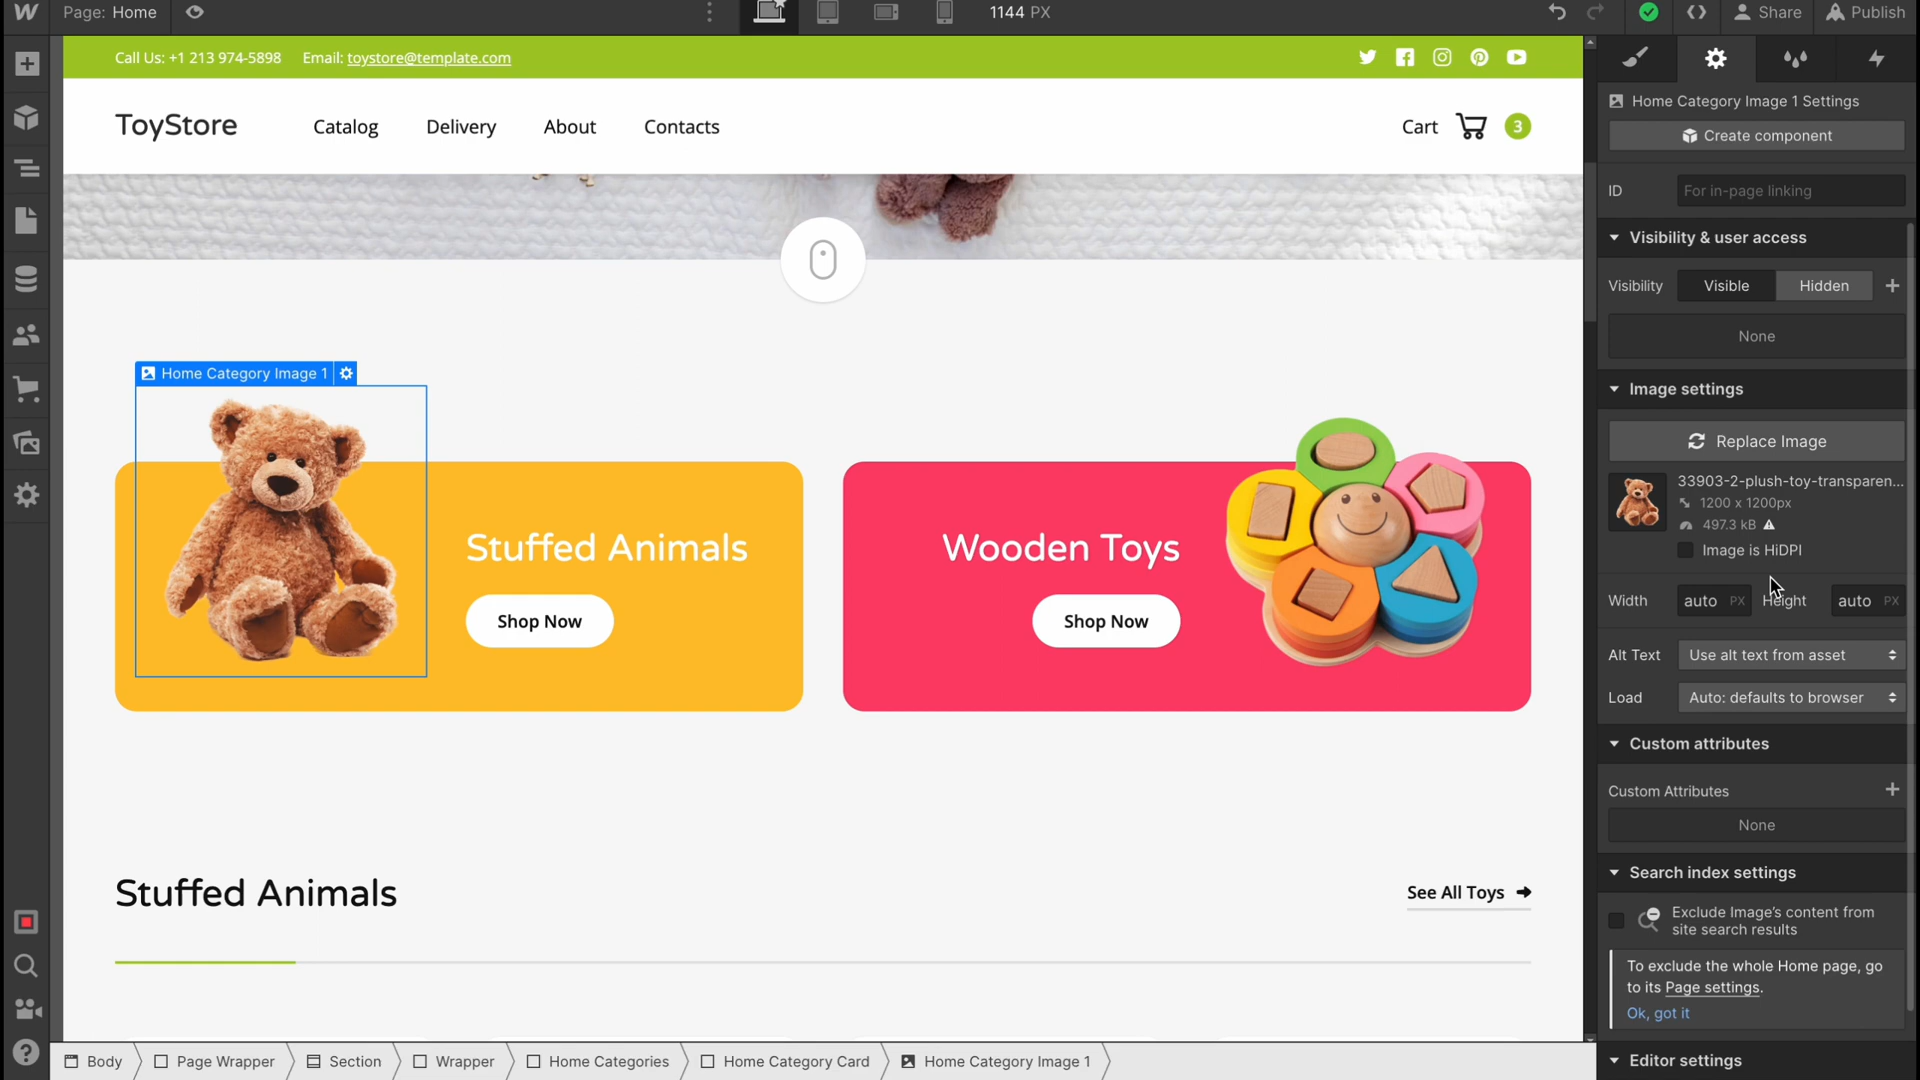 Page: Home
1144 PX
Share
Publish
Call Us: +1 213 974-5898 Email: toystore@template.com
ToyStore Catalog Delivery About Contacts Cart 3
Home Category Image 1
Stuffed Animals
Shop Now
Wooden Toys
Shop Now
Stuffed Animals
See All Toys
Body Page Wrapper Section Wrapper Home Categories Home Category Card Home Category Image 1
Home Category Image 1 Settings
Create component
ID For in-page linking
Visibility & user access
Visibility Visible Hidden
None
Image settings
Replace Image
33903-2-plush-toy-transparen...
1200 x 1200px
497.3 kB
Image is HiDPI
Width auto PX Height auto PX
Alt Text Use alt text from asset
Load Auto: defaults to browser
Custom attributes
Custom Attributes
None
Search index settings
Exclude Image's content from
site search results
To exclude the whole Home page, go
to its Page settings.
Ok, got it
Editor settings